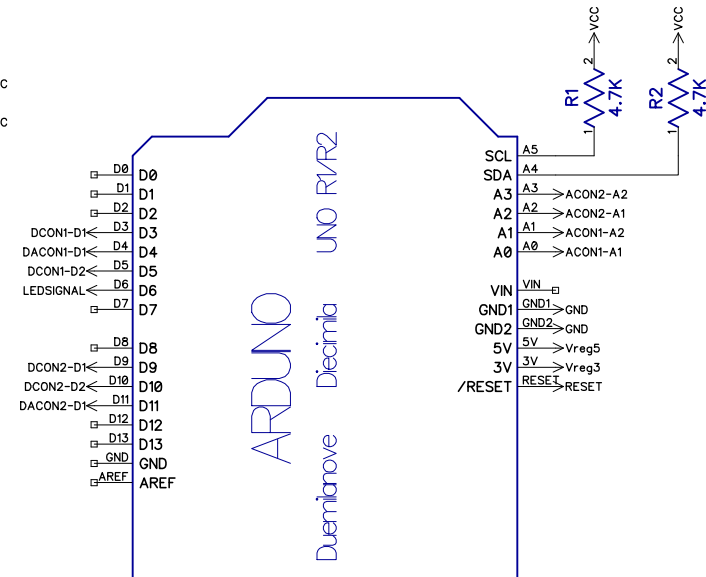 C
C
VCC
VCC
2
2
R1
4.7K
R2
4.7K
1
1
SCL A5
SDA A4
A3 A3 ACON2-A2
A2 A2 ACON2-A1
A1 A1 ACON1-A2
A0 A0 ACON1-A1
VIN VIN
GND1 GND1 GND
GND2 GND2 GND
5V 5V Vreg5
3V 3V Vreg3
/RESET RESET RESET
D0 D0
D1 D1
D2 D2
DCON1-D1 D3 D3
DACON1-D1 D4 D4
DCON1-D2 D5 D5
LEDSIGNAL D6 D6
D7 D7
D8 D8
DCON2-D1 D9 D9
DCON2-D2 D10 D10
DACON2-D1 D11 D11
D12 D12
D13 D13
GND GND
AREF AREF
ARDUINO
UNO R1/R2
Diecimila
Duemilanove